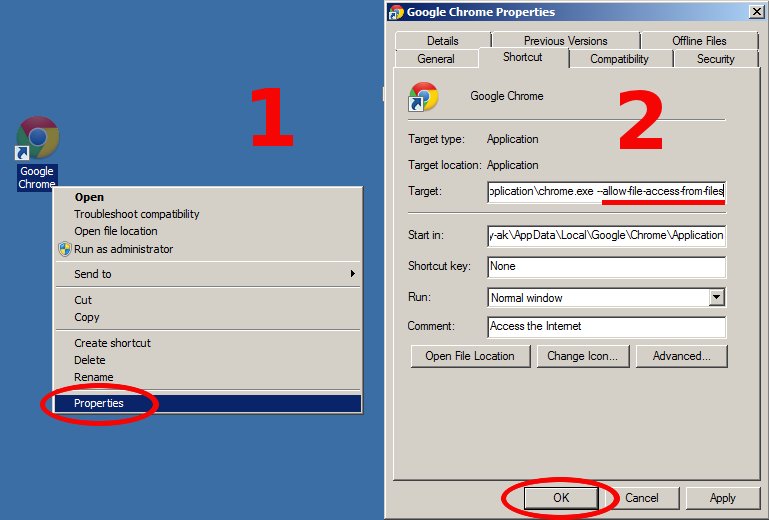 1
Google
Chrome
Open
Troubleshoot compatibility
Open file location
Run as administrator
Send to
Cut
Copy
Create shortcut
Delete
Rename
Properties
Google Chrome Properties
Details Previous Versions Offline Files
General Shortcut Compatibility Security
Google Chrome
2
Target type: Application
Target location: Application
Target: pplication\chrome.exe --allow-file-access-from-files
Start in: y-ak\AppData\Local\Google\Chrome\Application
Shortcut key: None
Run: Normal window
Comment: Access the Internet
Open File Location Change Icon... Advanced...
OK Cancel Apply